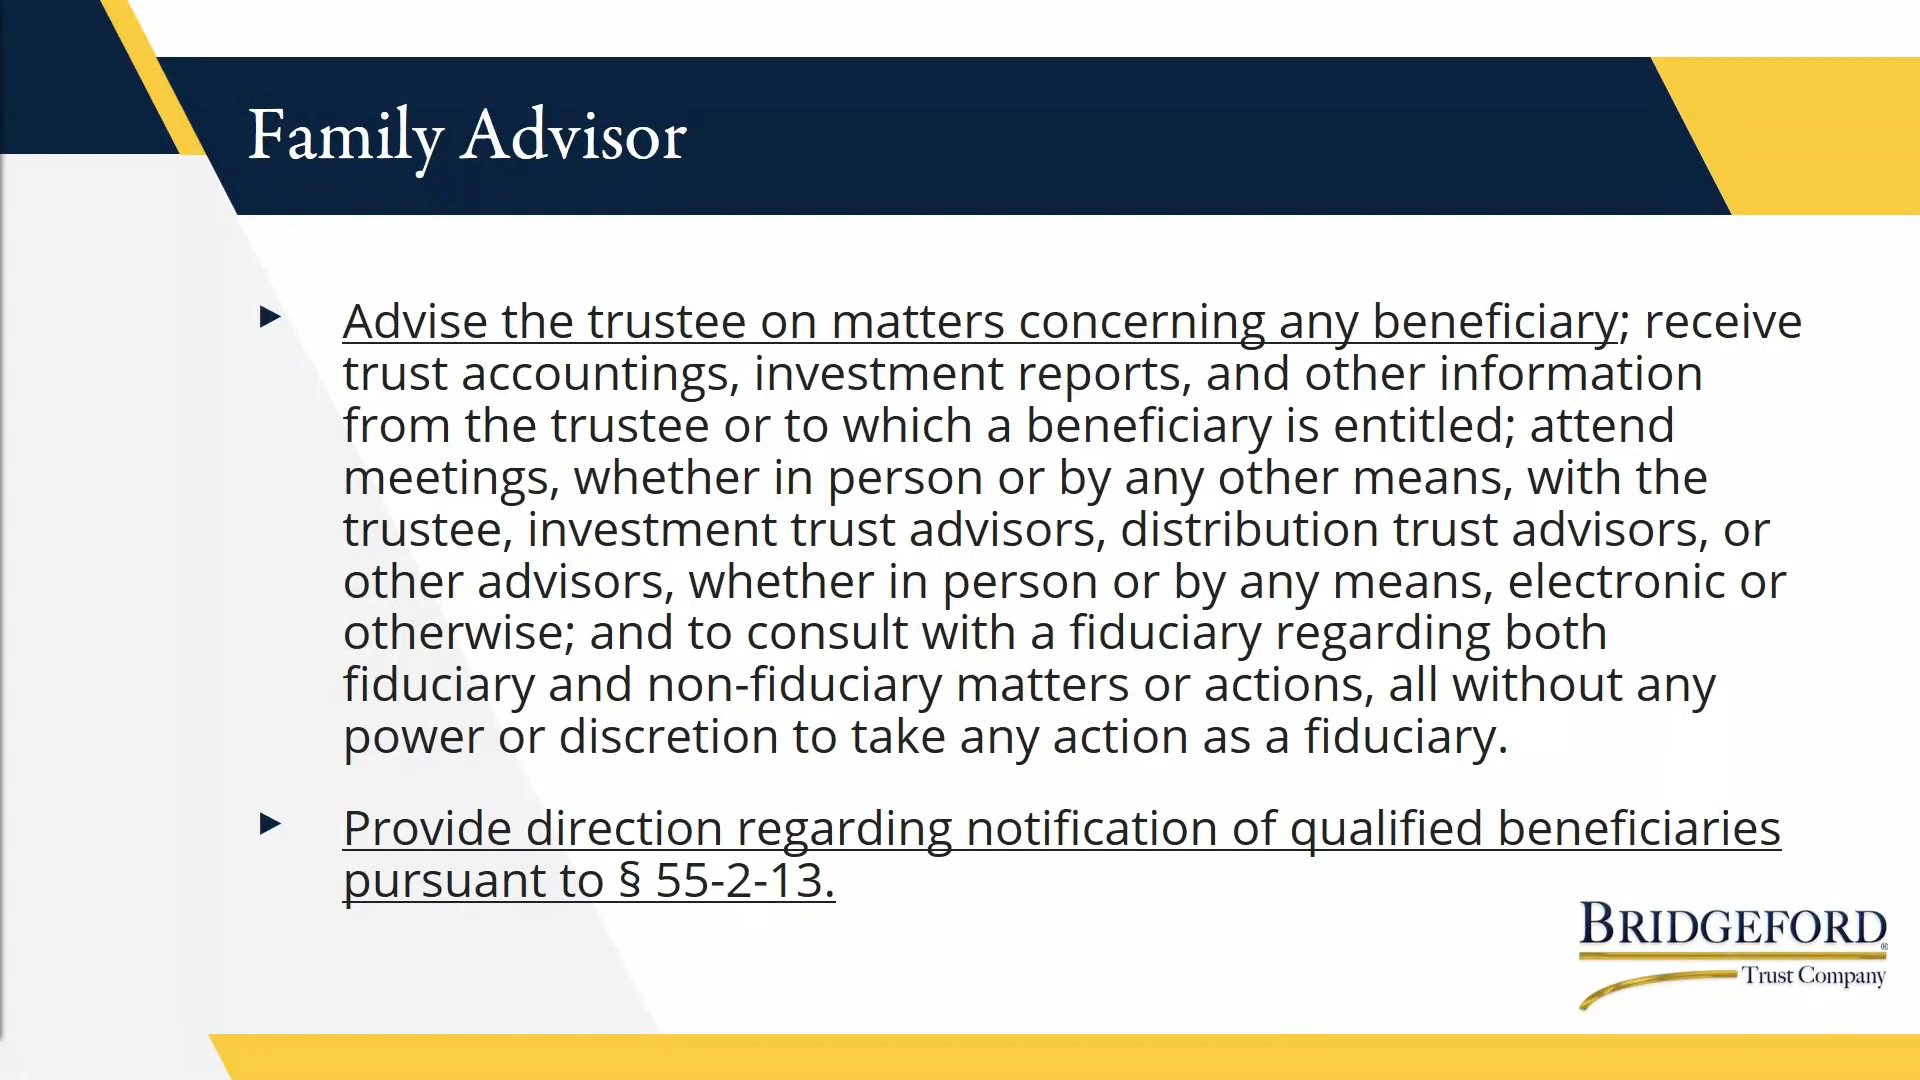 Family Advisor
Advise the trustee on matters concerning any beneficiary; receive
trust accountings, investment reports, and other information
from the trustee or to which a beneficiary is entitled; attend
meetings, whether in person or by any other means, with the
trustee, investment trust advisors, distribution trust advisors, or
other advisors, whether in person or by any means, electronic or
otherwise; and to consult with a fiduciary regarding both
fiduciary and non-fiduciary matters or actions, all without any
power or discretion to take any action as a fiduciary.
Provide direction regarding notification of qualified beneficiaries
pursuant to § 55-2-13.
BRIDGEFORD®
Trust Company